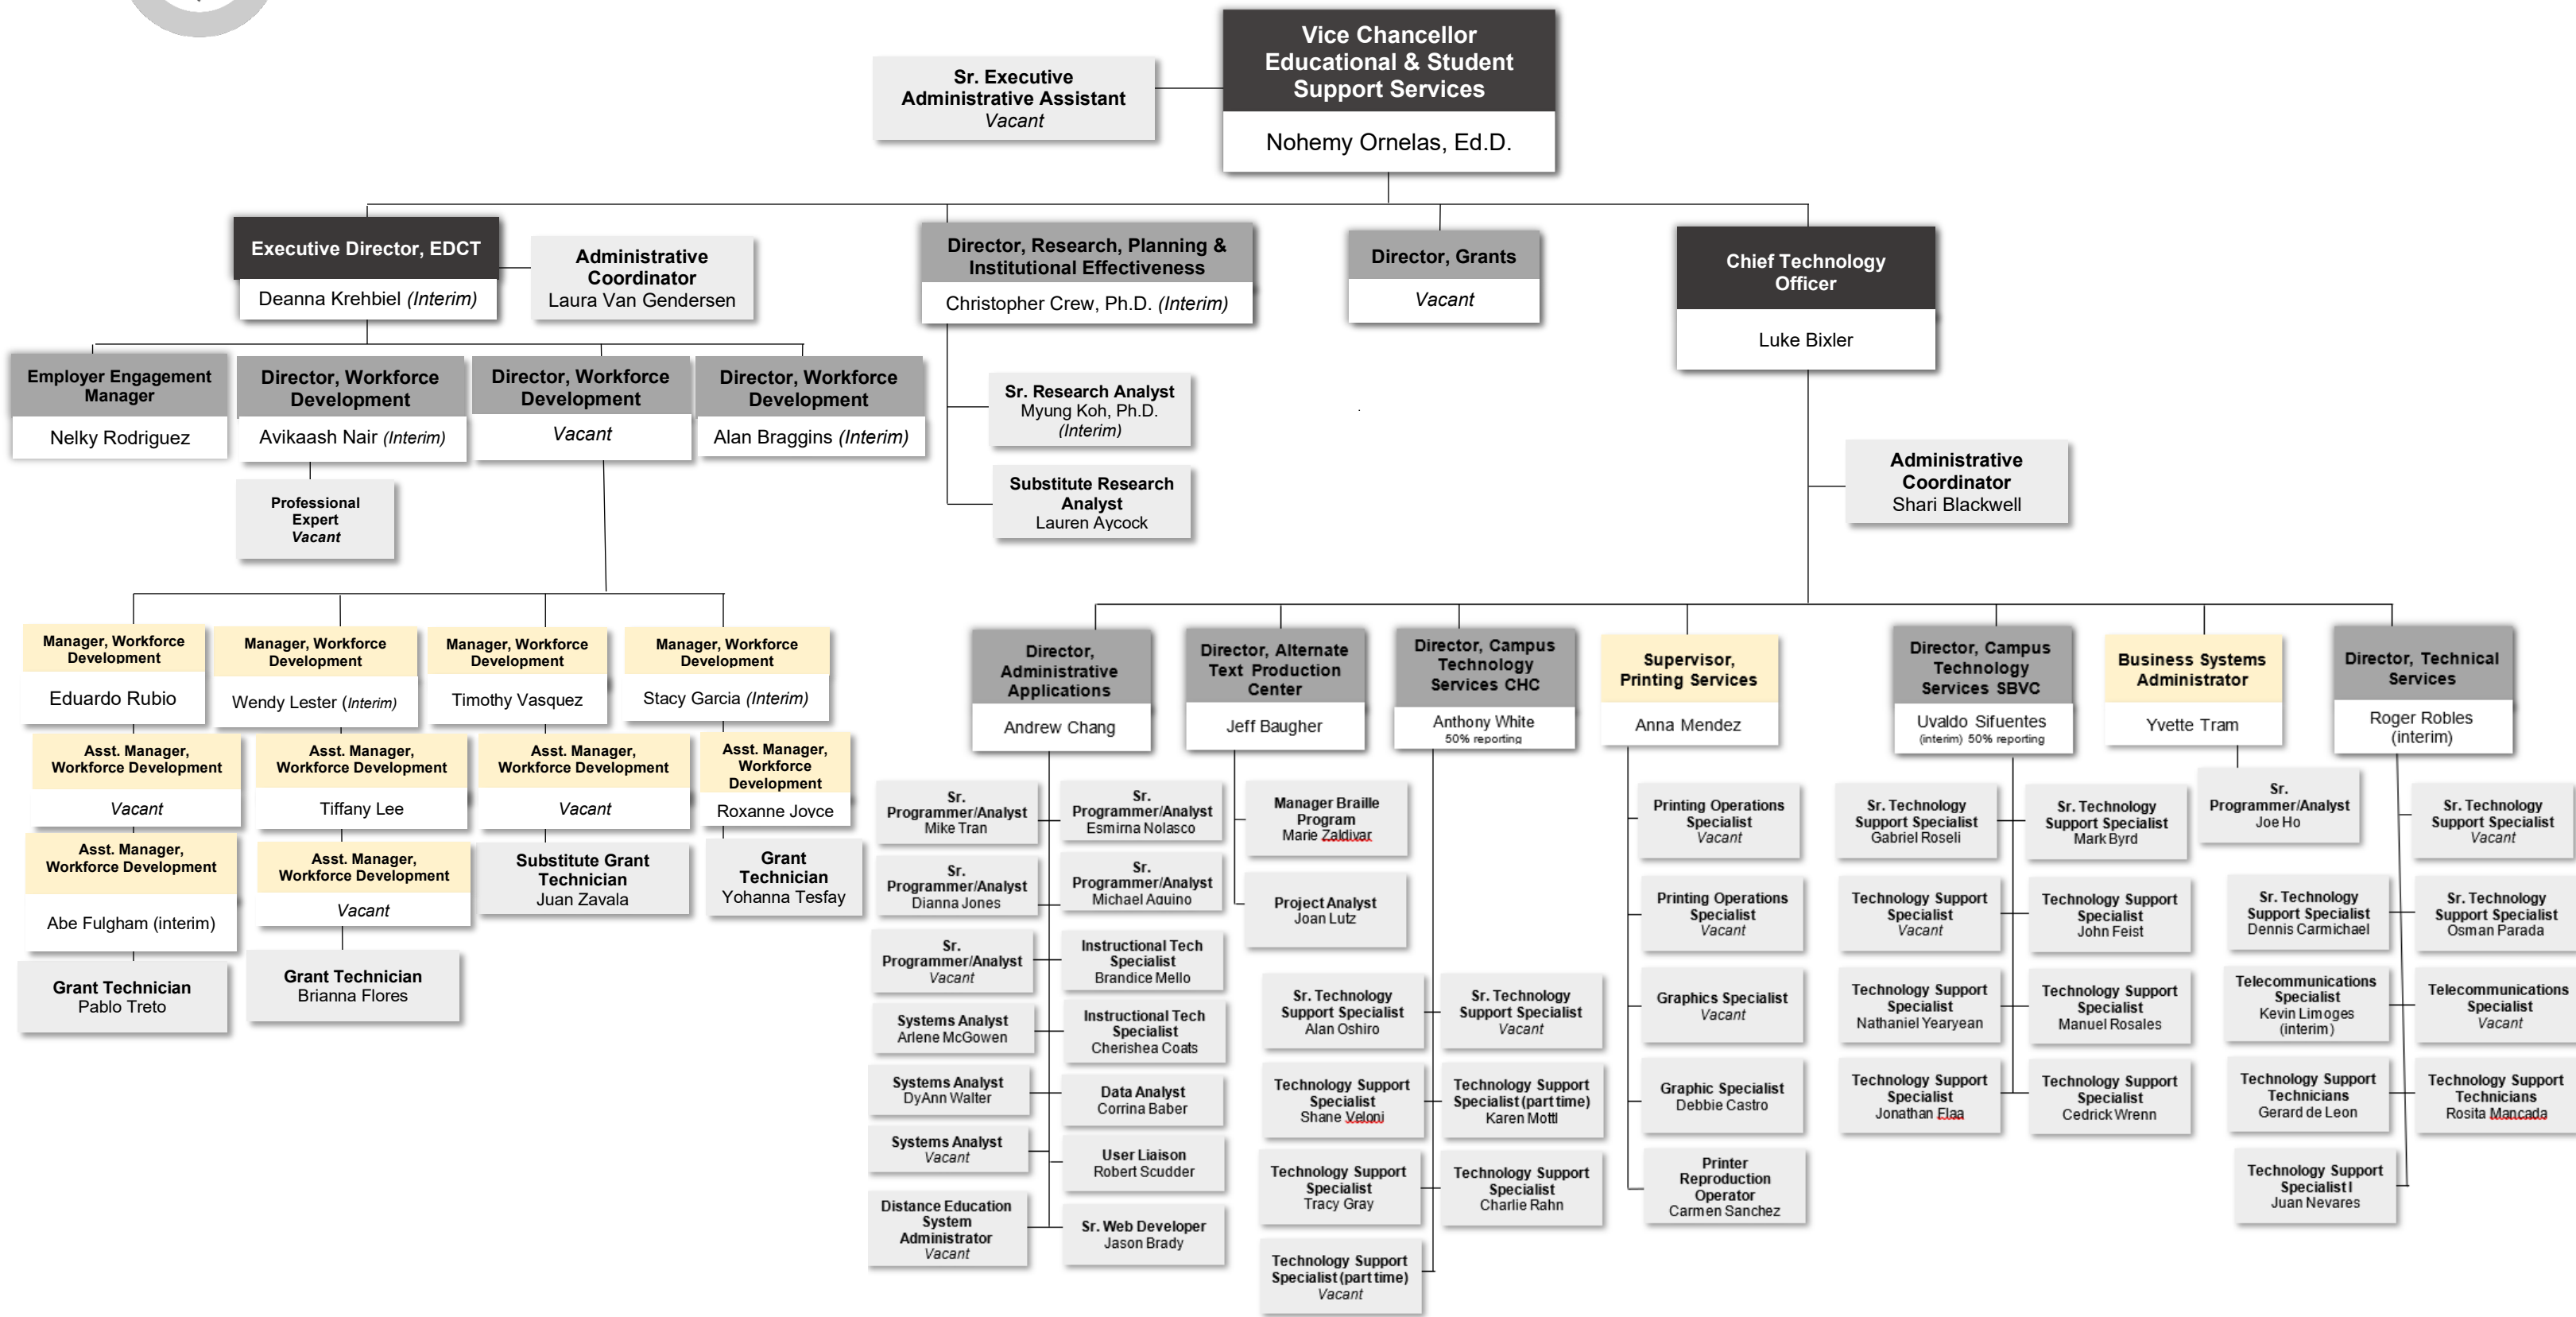 Vice Chancellor
Educational & Student
Support Services
Nohemy Ornelas, Ed.D.
Sr. Executive
Administrative Assistant
Vacant
Executive Director, EDCT
Deanna Krehbiel (Interim)
Administrative
Coordinator
Laura Van Gendersen
Director, Research, Planning &
Institutional Effectiveness
Christopher Crew, Ph.D. (Interim)
Director, Grants
Vacant
Chief Technology
Officer
Luke Bixler
Employer Engagement
Manager
Nelky Rodriguez
Director, Workforce
Development
Avikaash Nair (Interim)
Director, Workforce
Development
Vacant
Director, Workforce
Development
Alan Braggins (Interim)
Professional
Expert
Vacant
Sr. Research Analyst
Myung Koh, Ph.D.
(Interim)
Substitute Research
Analyst
Lauren Aycock
Administrative
Coordinator
Shari Blackwell
Manager, Workforce
Development
Eduardo Rubio
Asst. Manager,
Workforce Development
Vacant
Asst. Manager,
Workforce Development
Abe Fulgham (interim)
Grant Technician
Pablo Treto
Manager, Workforce
Development
Wendy Lester (Interim)
Asst. Manager,
Workforce Development
Tiffany Lee
Asst. Manager,
Workforce Development
Vacant
Grant Technician
Brianna Flores
Manager, Workforce
Development
Timothy Vasquez
Asst. Manager,
Workforce Development
Vacant
Substitute Grant
Technician
Juan Zavala
Manager, Workforce
Development
Stacy Garcia (Interim)
Asst. Manager,
Workforce
Development
Roxanne Joyce
Grant
Technician
Yohanna Tesfay
Director,
Administrative
Applications
Andrew Chang
Sr.
Programmer/Analyst
Mike Tran
Sr.
Programmer/Analyst
Esmirna Nolasco
Sr.
Programmer/Analyst
Dianna Jones
Sr.
Programmer/Analyst
Michael Aquino
Sr.
Programmer/Analyst
Vacant
Instructional Tech
Specialist
Brandice Mello
Systems Analyst
Arlene McGowen
Instructional Tech
Specialist
Cherishea Coats
Systems Analyst
DyAnn Walter
Data Analyst
Corrina Baber
Systems Analyst
Vacant
User Liaison
Robert Scudder
Distance Education
System
Administrator
Vacant
Sr. Web Developer
Jason Brady
Director, Alternate
Text Production
Center
Jeff Baugher
Manager Braille
Program
Marie Zaldivar
Project Analyst
Joan Lutz
Director, Campus
Technology
Services CHC
Anthony White
50% reporting
Sr. Technology
Support Specialist
Alan Oshiro
Sr. Technology
Support Specialist
Vacant
Technology Support
Specialist
Shane Veloni
Technology Support
Specialist (part time)
Karen Mottl
Technology Support
Specialist
Tracy Gray
Technology Support
Specialist
Charlie Rahn
Technology Support
Specialist (part time)
Vacant
Supervisor,
Printing Services
Anna Mendez
Printing Operations
Specialist
Vacant
Printing Operations
Specialist
Vacant
Graphics Specialist
Vacant
Graphic Specialist
Debbie Castro
Printer
Reproduction
Operator
Carmen Sanchez
Director, Campus
Technology
Services SBVC
Uvaldo Sifuentes
(interim) 50% reporting
Sr. Technology
Support Specialist
Gabriel Roseli
Sr. Technology
Support Specialist
Mark Byrd
Technology Support
Specialist
Vacant
Technology Support
Specialist
John Feist
Technology Support
Specialist
Nathaniel Yearyean
Technology Support
Specialist
Manuel Rosales
Technology Support
Specialist
Jonathan Flaa
Technology Support
Specialist
Cedrick Wrenn
Business Systems
Administrator
Yvette Tram
Sr.
Programmer/Analyst
Joe Ho
Director, Technical
Services
Roger Robles
(interim)
Sr. Technology
Support Specialist
Vacant
Sr. Technology
Support Specialist
Dennis Carmichael
Sr. Technology
Support Specialist
Osman Parada
Telecommunications
Specialist
Kevin Limoges
(interim)
Telecommunications
Specialist
Vacant
Technology Support
Technicians
Gerard de Leon
Technology Support
Technicians
Rosita Mancada
Technology Support
Specialist I
Juan Nevares